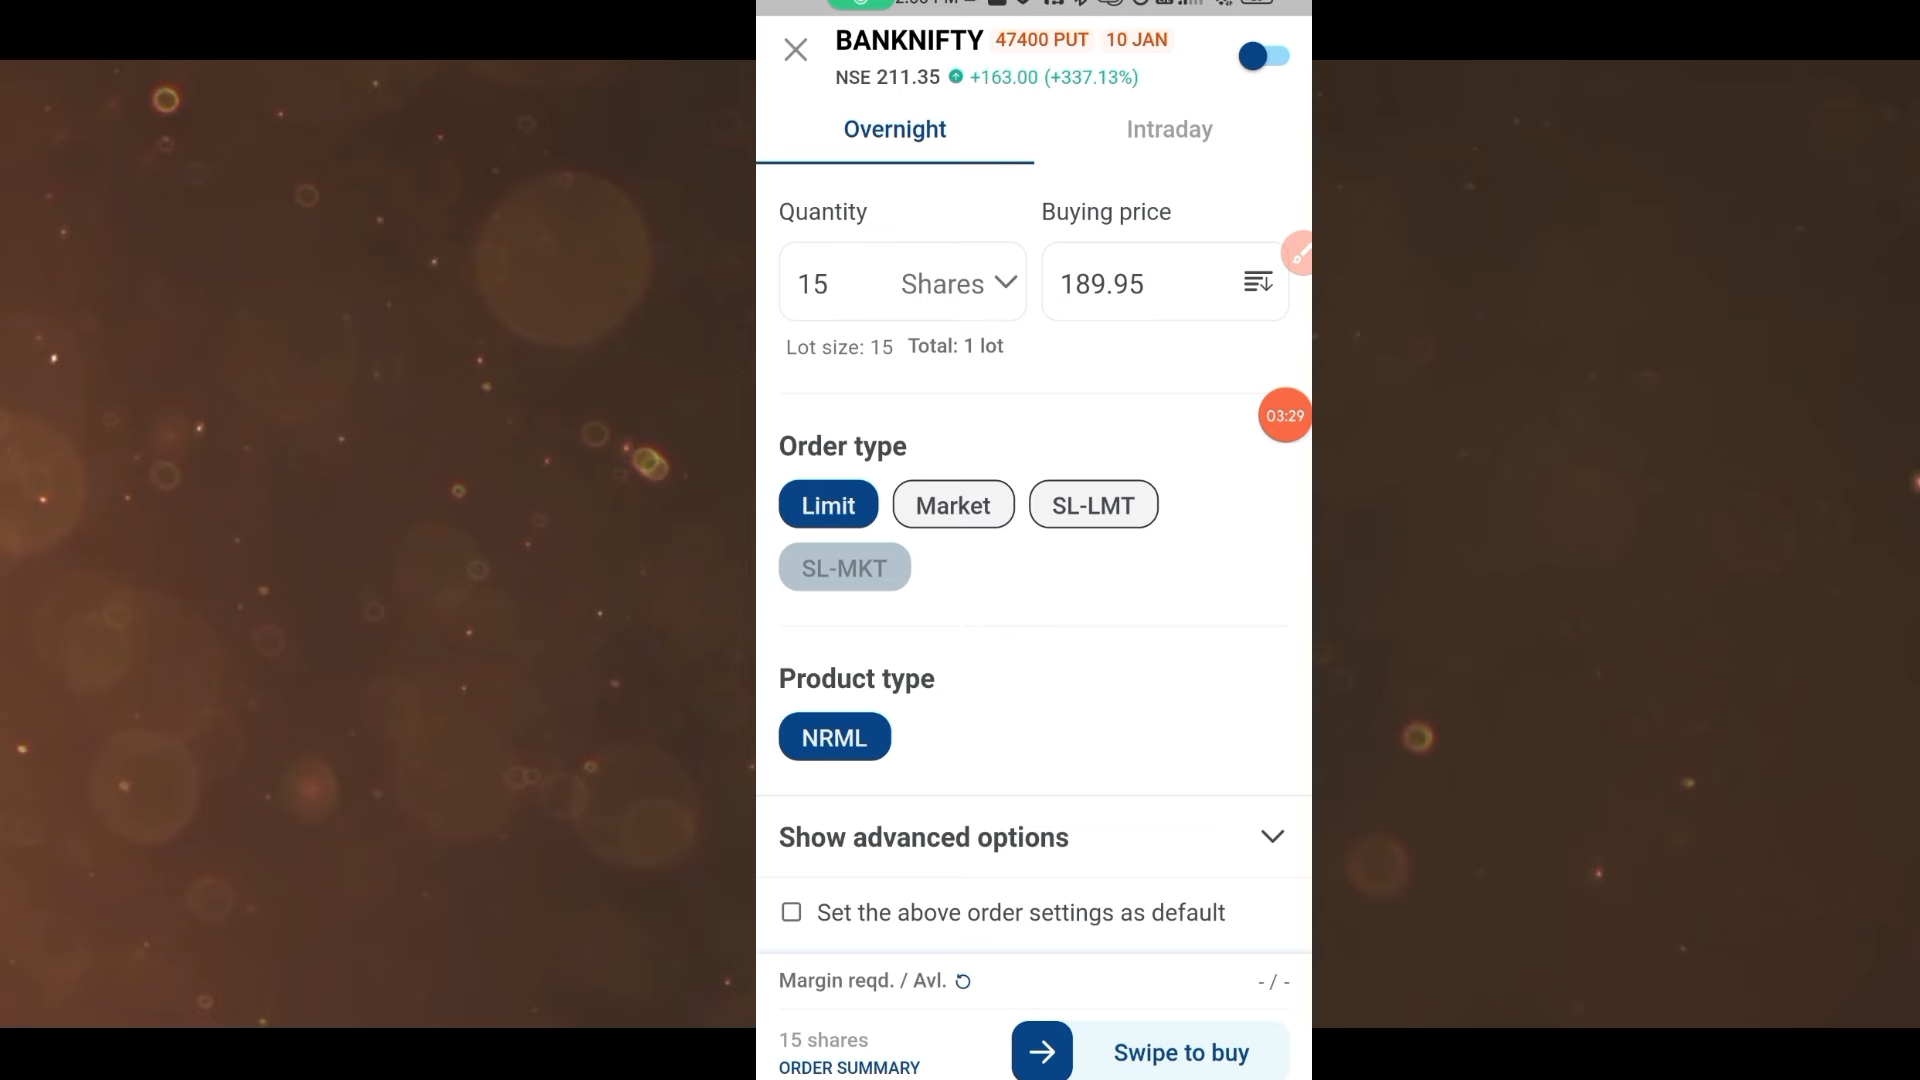 BANKNIFTY 47400 PUT 10 JAN
NSE 211.35 +163.00 (+337.13%)
Overnight Intraday
Quantity Buying price
15 Shares 189.95
Lot size: 15 Total: 1 lot
03:29
Order type
Limit Market SL-LMT
SL-MKT
Product type
NRML
Show advanced options
Set the above order settings as default
Margin reqd. / Avl. - / -
15 shares
ORDER SUMMARY
Swipe to buy